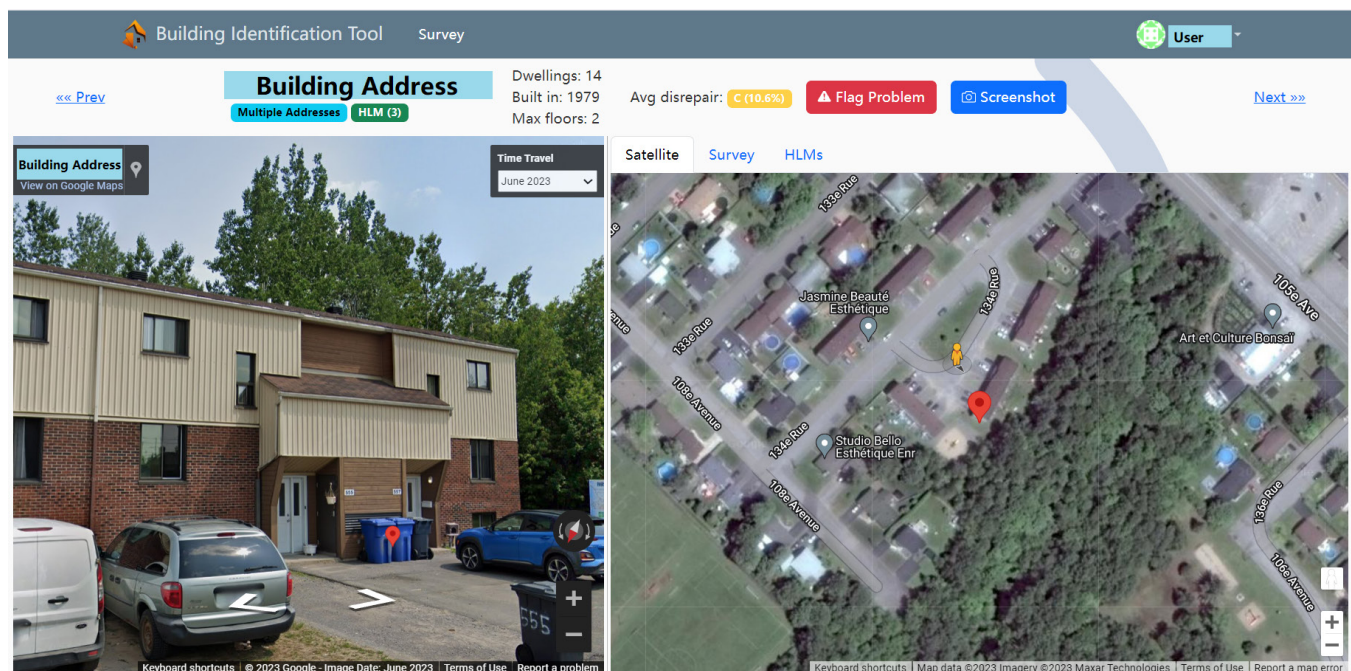 Building Identification Tool Survey User
«« Prev
Building Address
Multiple Addresses HLM (3)
Dwellings: 14
Built in: 1979
Max floors: 2
Avg disrepair: C (10.6%)
Flag Problem
Screenshot
Next »»
Building Address
View on Google Maps
Time Travel
June 2023
555
Keyboard shortcuts © 2023 Google - Image Date: June 2023 Terms of Use Report a problem
Satellite Survey HLMs
133e Rue
105e Ave
134e Rue
Jasmine Beauté
Esthétique
133e Rue
Art et Culture Bonsaï
108e Avenue
134e Rue
Studio Bello
Esthétique Enr
108e Avenue
136e Rue
106e Avenue
Keyboard shortcuts Map data ©2023 Imagery ©2023 Maxar Technologies Terms of Use Report a map error